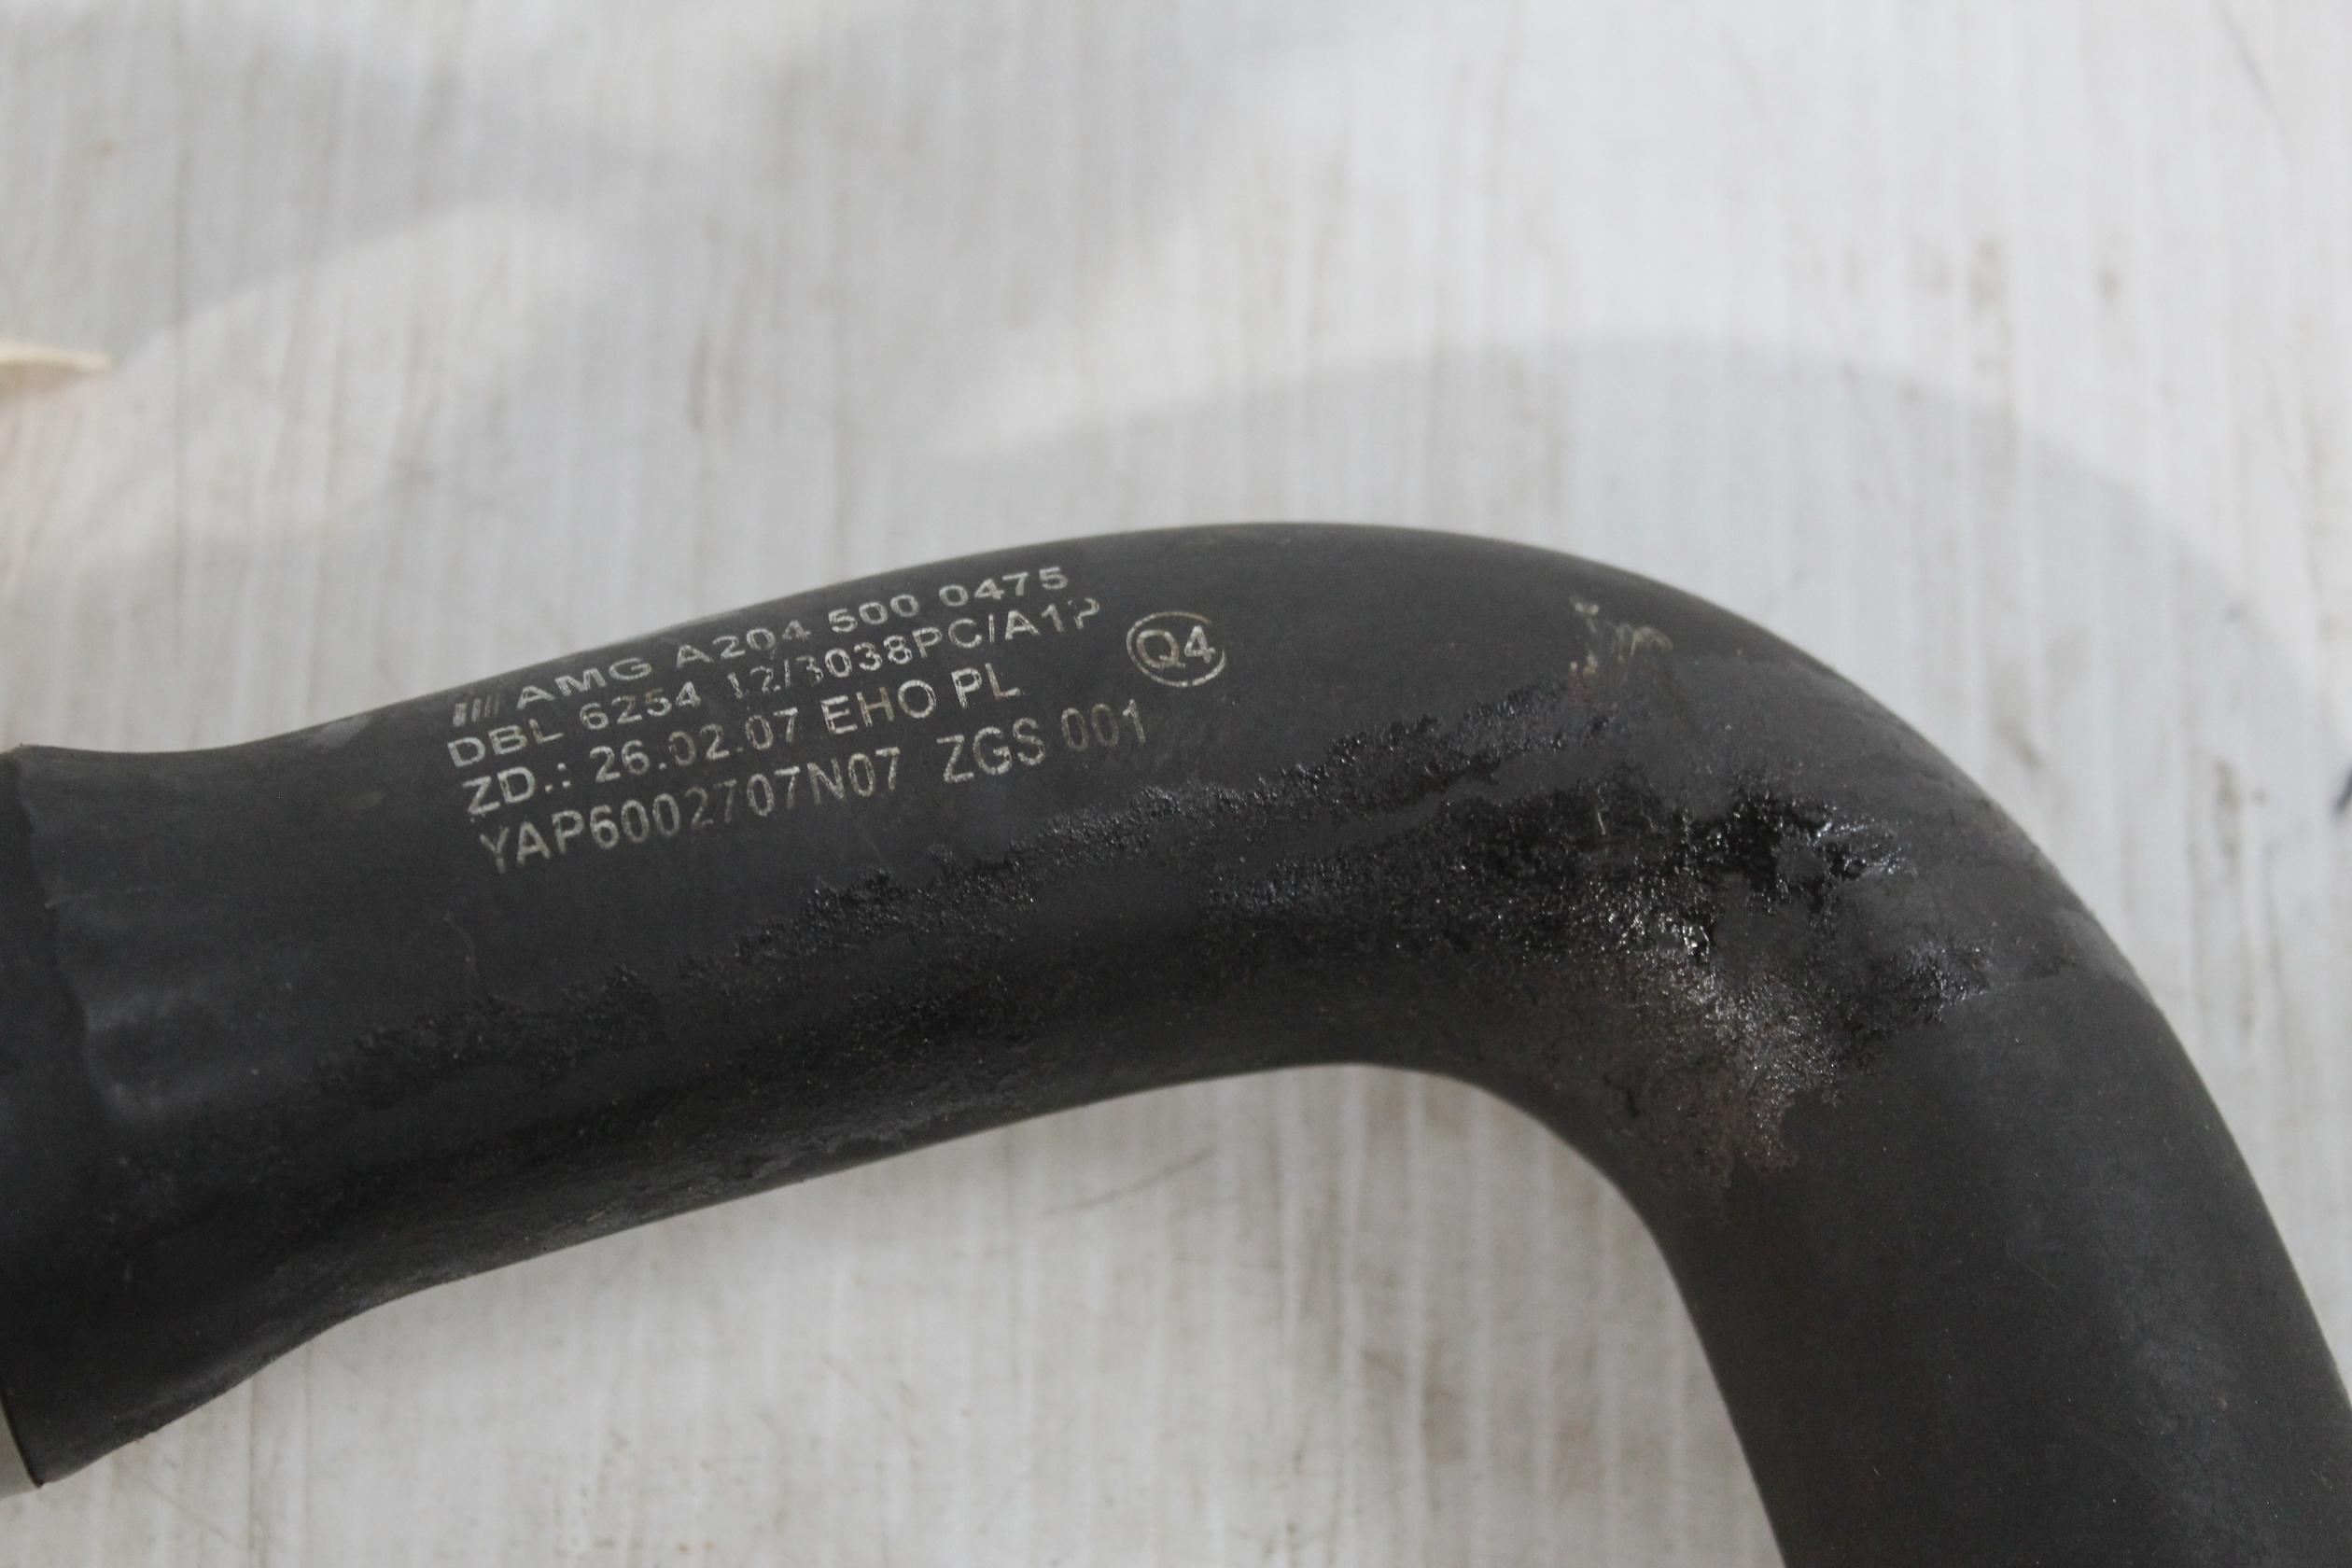 AMG A204 500 0475
DBL 6254 12/3038PC/A1P
ZD.: 26.02.07 EHO PL
YAP6002707N07 ZGS 001
Q4